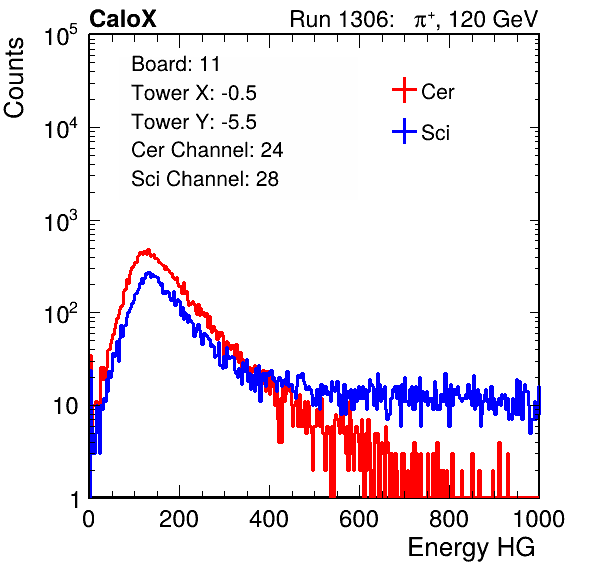 CaloX Run 1306: π⁺, 120 GeV
Counts
10⁵
10⁴
10³
10²
10
1
Board: 11
Tower X: -0.5
Tower Y: -5.5
Cer Channel: 24
Sci Channel: 28
Cer
Sci
0 200 400 600 800 1000
Energy HG